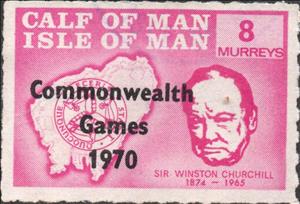 CALF OF MAN
ISLE OF MAN
8
MURREYS
Commonwealth
Games
1970
SIR WINSTON CHURCHILL
1874 – 1965